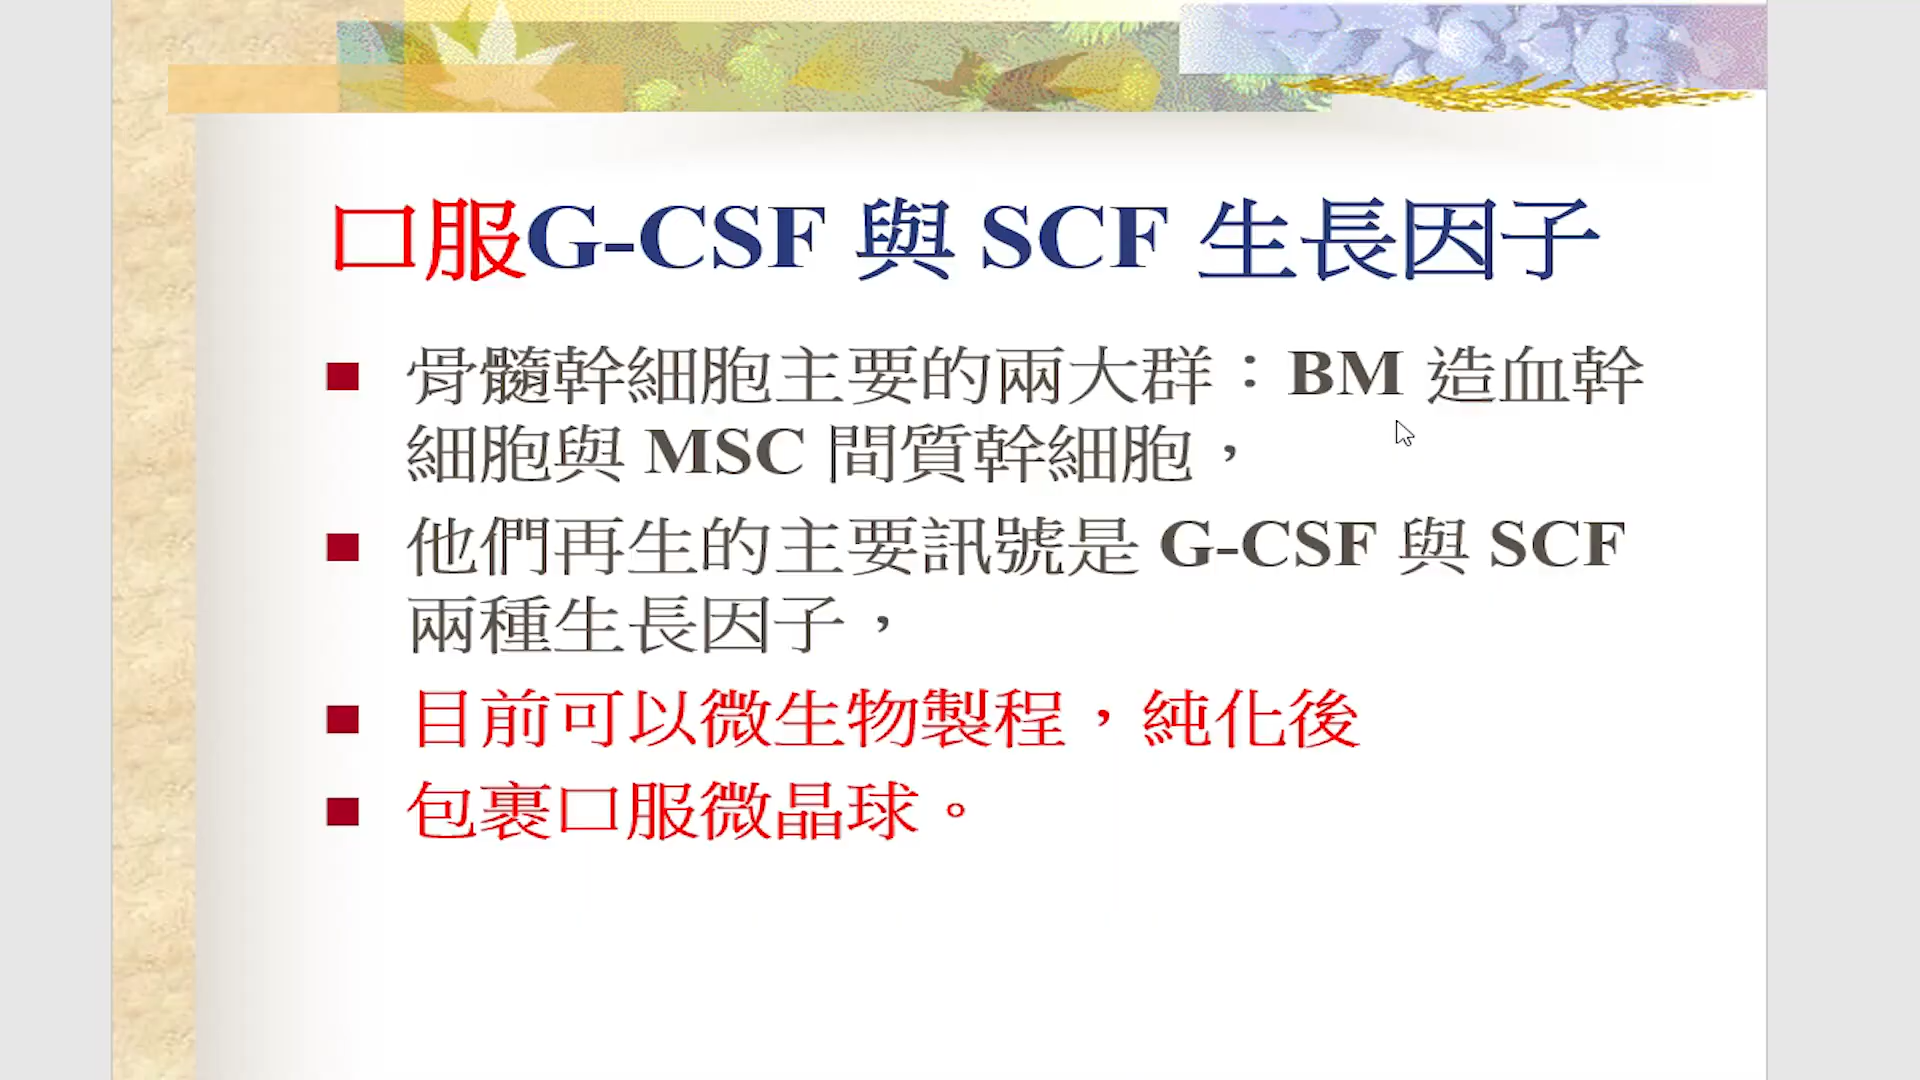 口服G-CSF 與 SCF 生長因子
骨髓幹細胞主要的兩大群：BM 造血幹
細胞與 MSC 間質幹細胞，
他們再生的主要訊號是 G-CSF 與 SCF
兩種生長因子，
目前可以微生物製程，純化後
包裹口服微晶球。